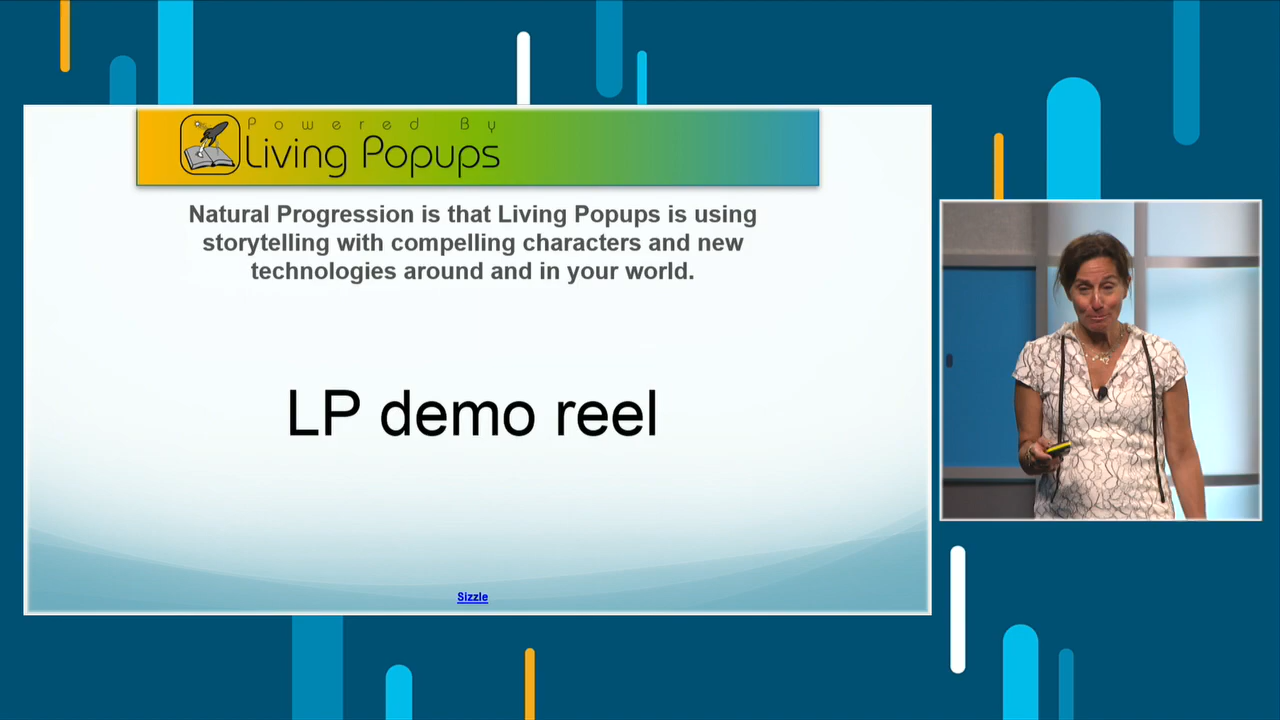 Powered By
Living Popups
Natural Progression is that Living Popups is using
storytelling with compelling characters and new
technologies around and in your world.
LP demo reel
Sizzle